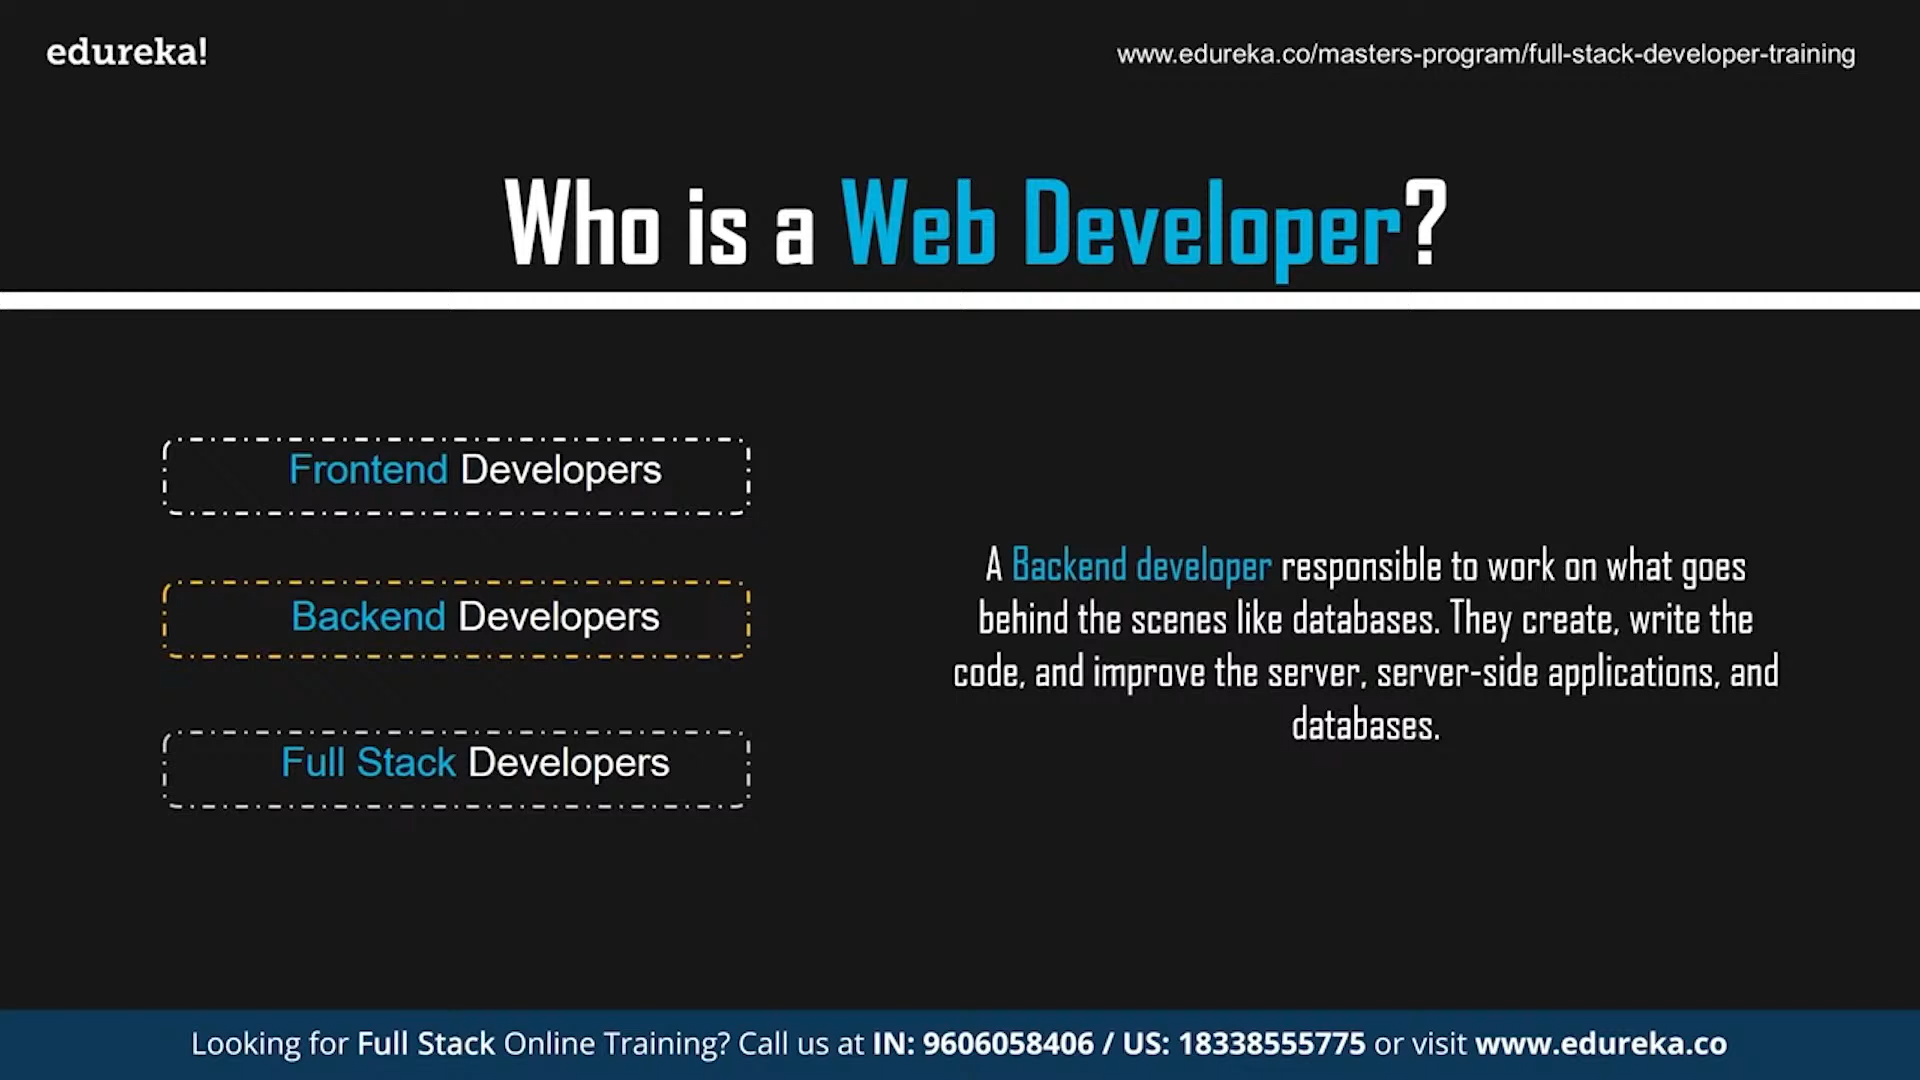 edureka!
www.edureka.co/masters-program/full-stack-developer-training
Who is a Web Developer?
Frontend Developers
Backend Developers
Full Stack Developers
A Backend developer responsible to work on what goes
behind the scenes like databases. They create, write the
code, and improve the server, server-side applications, and
databases.
Looking for Full Stack Online Training? Call us at IN: 9606058406 / US: 18338555775 or visit www.edureka.co